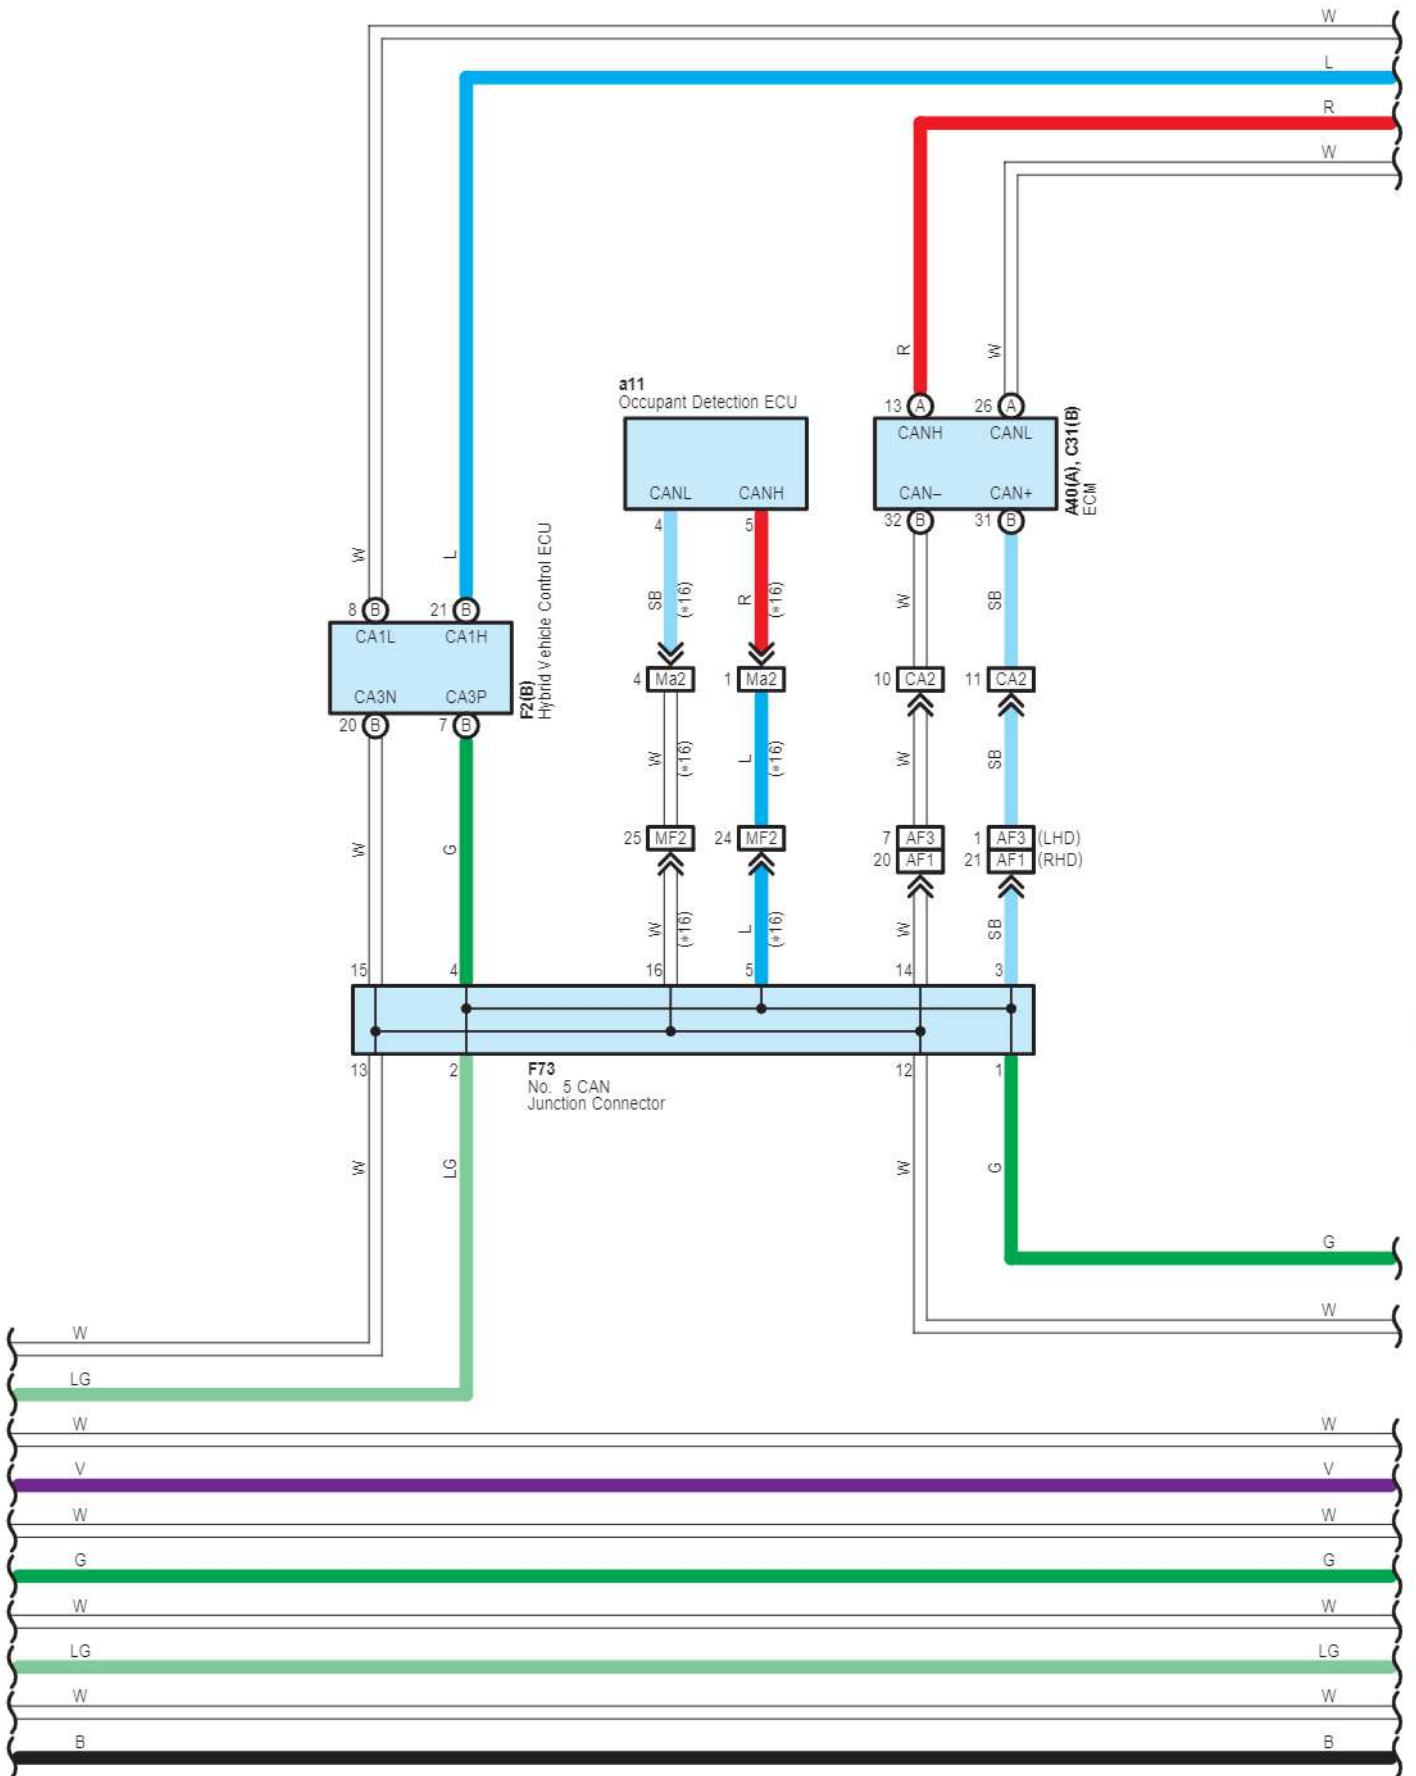 W
L
R
W
R
W
a11
Occupant Detection ECU
13 A
26 A
CANH
CANL
CAN−
CAN+
A40(A), C31(B)
ECM
CANL
CANH
4
5
32 B
31 B
W
L
SB
(*16)
R
(*16)
W
SB
8 B
21 B
CA1L
CA1H
CA3N
CA3P
F2(B)
Hybrid Vehicle Control ECU
20 B
7 B
4 Ma2
1 Ma2
10 CA2
11 CA2
W
(*16)
L
(*16)
W
SB
W
G
25 MF2
24 MF2
7 AF3
1 AF3 (LHD)
20 AF1
21 AF1 (RHD)
W
(*16)
L
(*16)
W
SB
15
4
16
5
14
3
13
2
12
1
F73
No. 5 CAN
Junction Connector
W
LG
W
G
G
W
W
LG
W
W
V
V
W
W
G
G
W
W
LG
LG
W
W
B
B